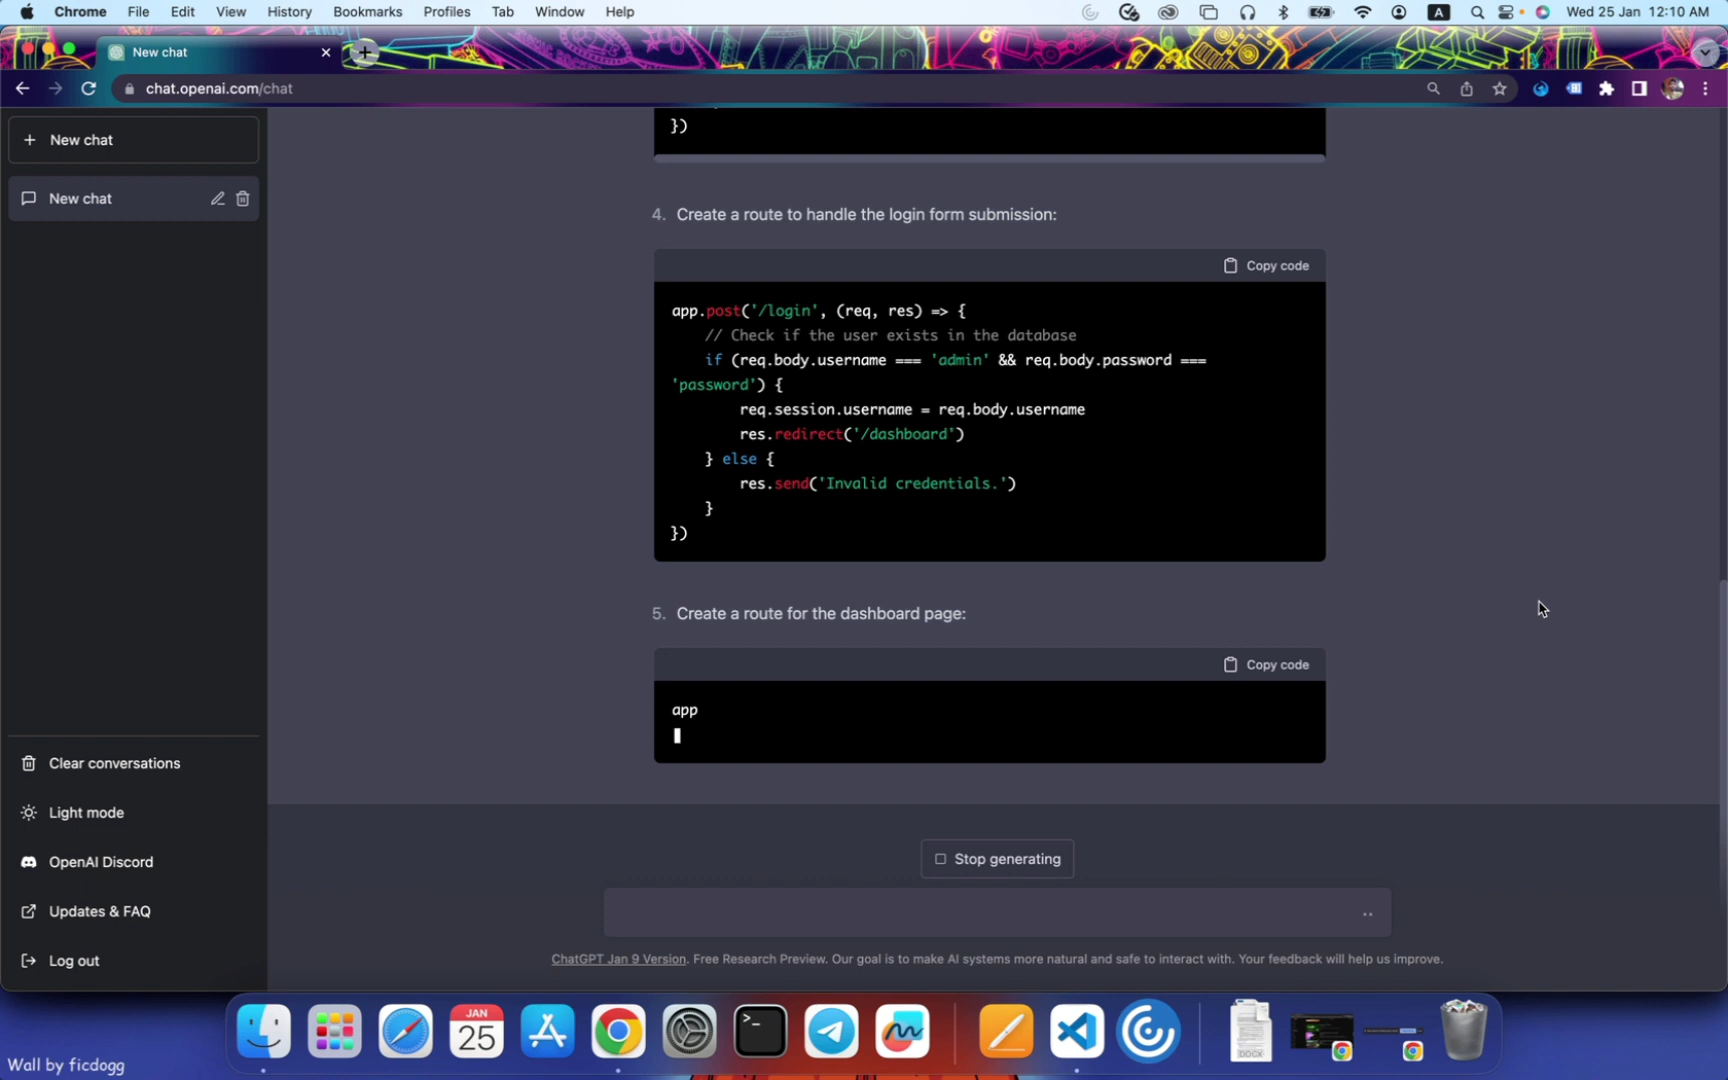 Chrome File Edit View History Bookmarks Profiles Tab Window Help A Wed 25 Jan 12:10 AM
New chat
chat.openai.com/chat
+ New chat
New chat
})
4. Create a route to handle the login form submission:
Copy code
app.post('/login', (req, res) => {
// Check if the user exists in the database
if (req.body.username === 'admin' && req.body.password ===
'password') {
req.session.username = req.body.username
res.redirect('/dashboard')
} else {
res.send('Invalid credentials.')
}
})
5. Create a route for the dashboard page:
Copy code
app
Clear conversations
Light mode
OpenAI Discord
Updates & FAQ
Log out
Stop generating
ChatGPT Jan 9 Version. Free Research Preview. Our goal is to make AI systems more natural and safe to interact with. Your feedback will help us improve.
JAN
25
DOCX
Wall by ficdogg